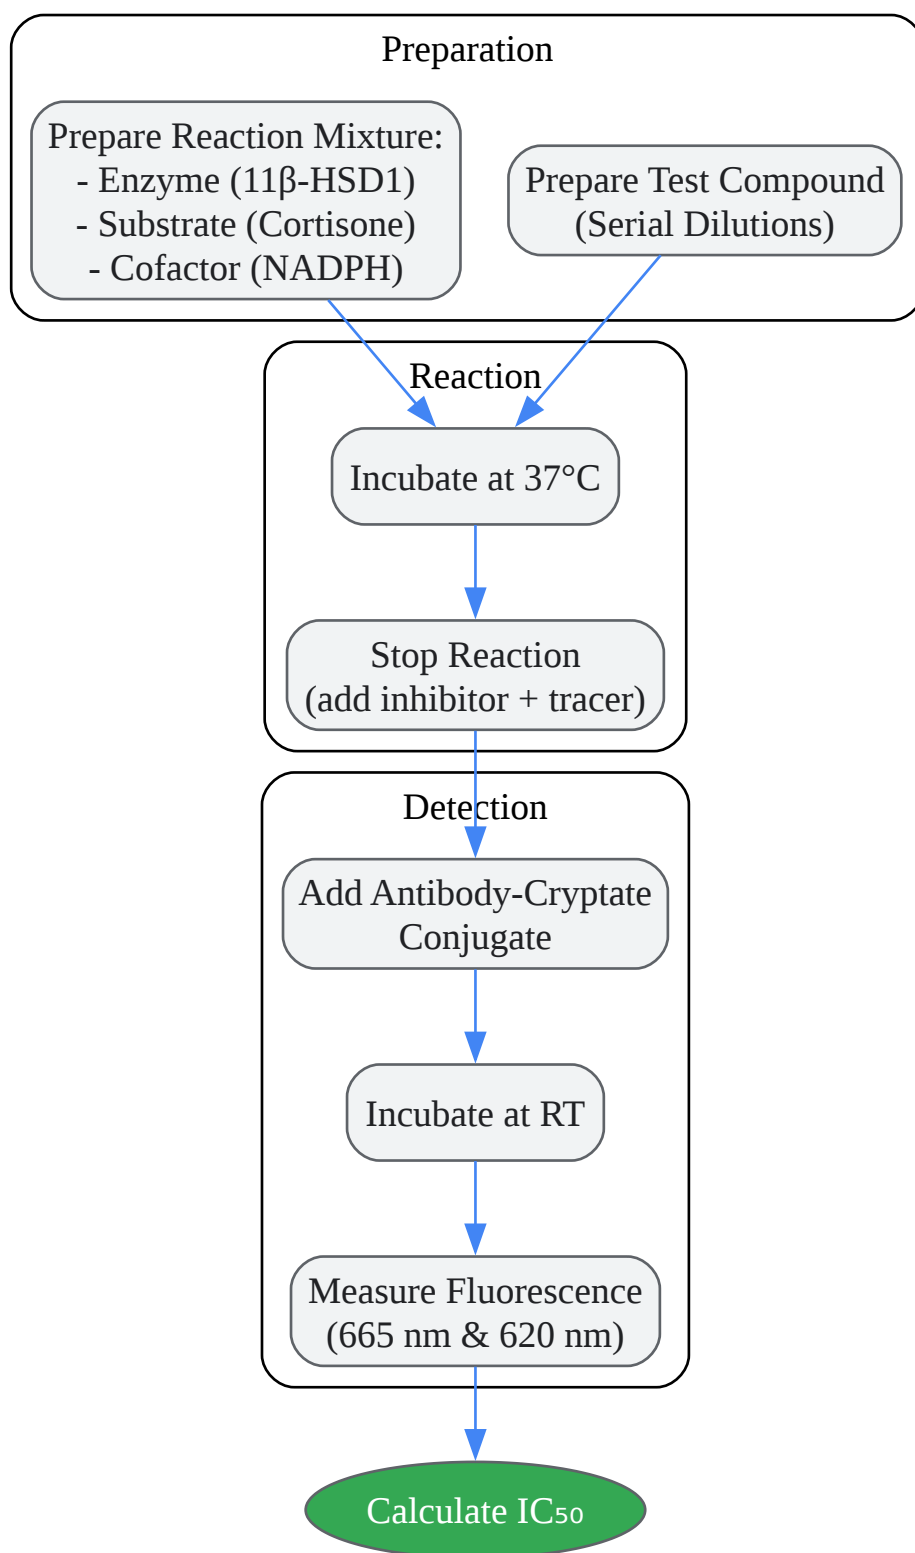 Preparation
Prepare Reaction Mixture:
- Enzyme (11β-HSD1)
- Substrate (Cortisone)
- Cofactor (NADPH)
Prepare Test Compound
(Serial Dilutions)
Reaction
Incubate at 37°C
Stop Reaction
(add inhibitor + tracer)
Detection
Add Antibody-Cryptate
Conjugate
Incubate at RT
Measure Fluorescence
(665 nm & 620 nm)
Calculate IC₅₀